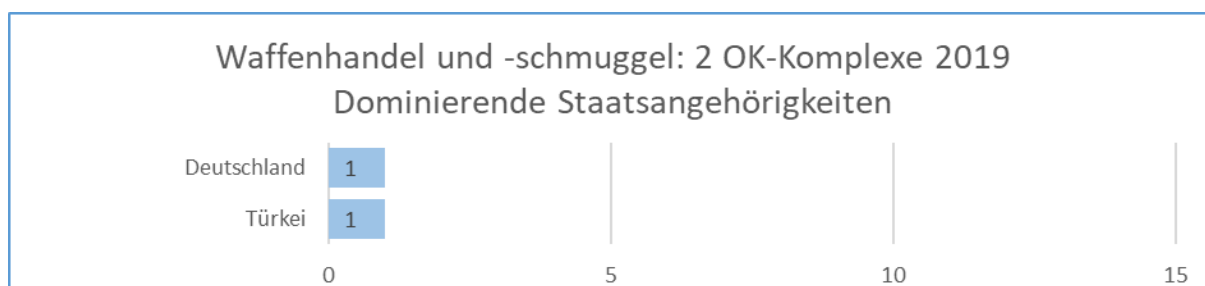 Waffenhandel und -schmuggel: 2 OK-Komplexe 2019
Dominierende Staatsangehörigkeiten
Deutschland 1
Türkei 1
0 5 10 15